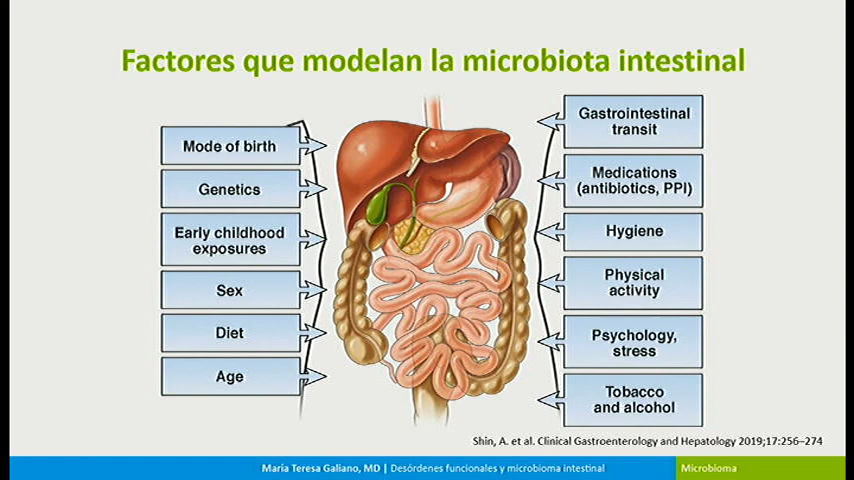 Factores que modelan la microbiota intestinal
Mode of birth
Genetics
Early childhood
exposures
Sex
Diet
Age
Gastrointestinal
transit
Medications
(antibiotics, PPI)
Hygiene
Physical
activity
Psychology,
stress
Tobacco
and alcohol
Shin, A. et al. Clinical Gastroenterology and Hepatology 2019;17:256–274
María Teresa Galiano, MD | Desórdenes funcionales y microbioma intestinal
Microbioma